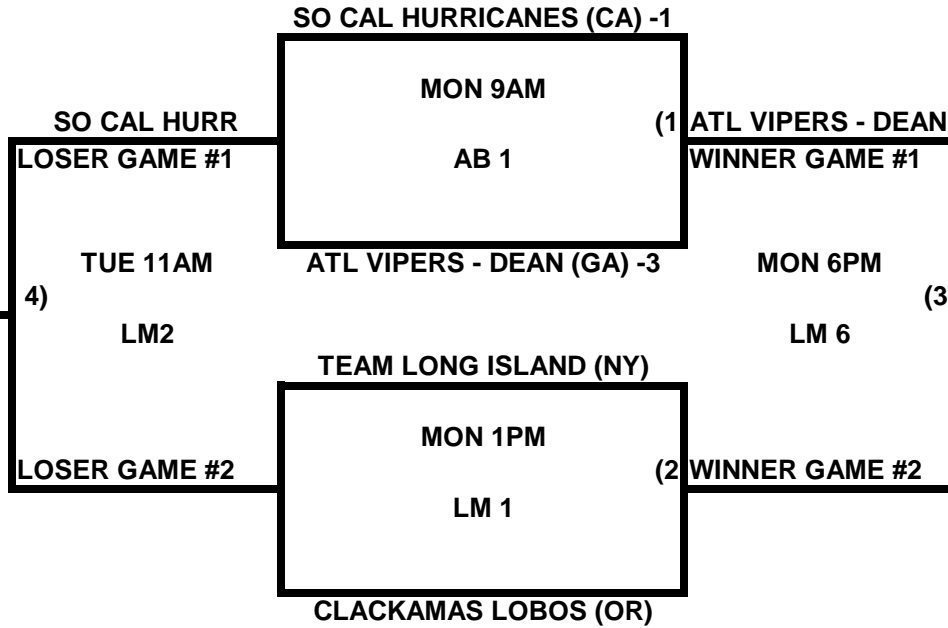 SO CAL HURRICANES (CA) -1
MON 9AM
SO CAL HURR
(1
ATL VIPERS - DEAN
LOSER GAME #1
AB 1
WINNER GAME #1
TUE 11AM
ATL VIPERS - DEAN (GA) -3
MON 6PM
4)
(3
LM2
LM 6
TEAM LONG ISLAND (NY)
MON 1PM
LOSER GAME #2
(2
WINNER GAME #2
LM 1
CLACKAMAS LOBOS (OR)